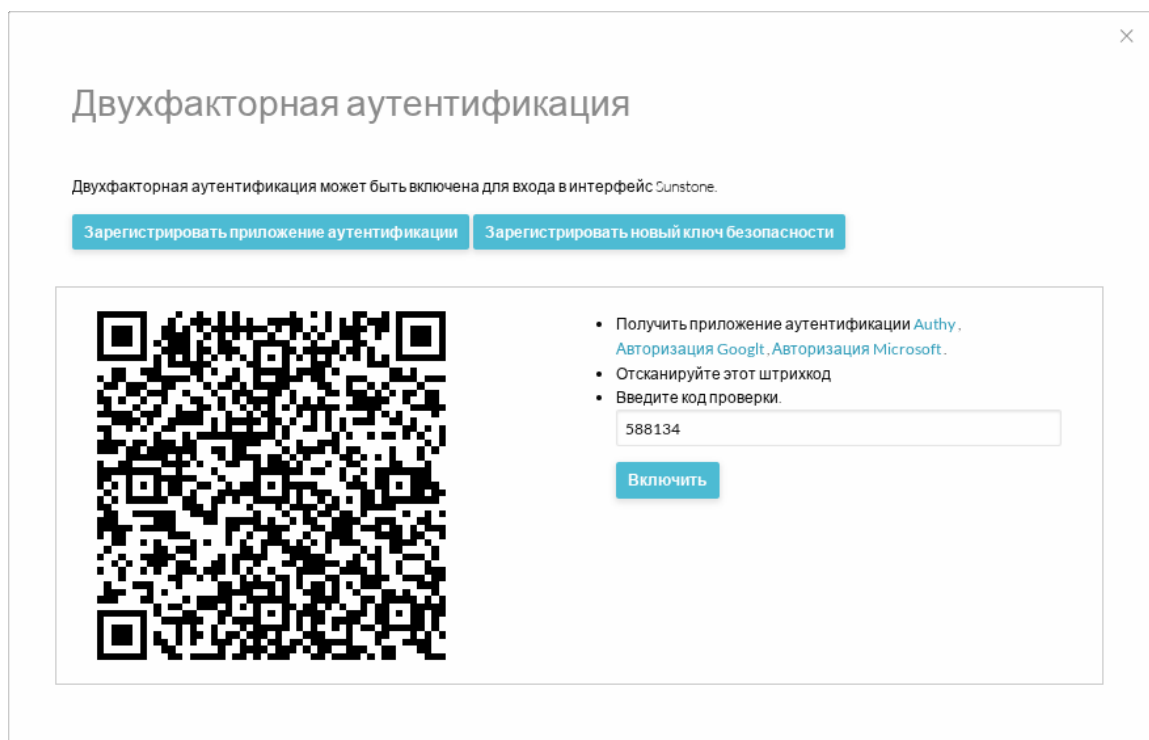 Двухфакторная аутентификация
Двухфакторная аутентификация может быть включена для входа в интерфейс Sunstone.
Зарегистрировать приложение аутентификации Зарегистрировать новый ключ безопасности
Получить приложение аутентификации Authy ,
Авторизация Googlt , Авторизация Microsoft .
Отсканируйте этот штрихкод
Введите код проверки.
588134
Включить